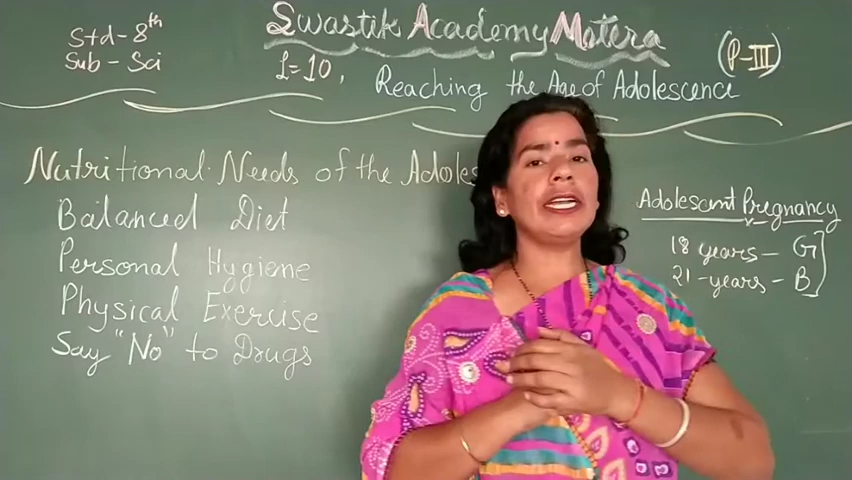 Std-8th
Sub-Sci
Swastik Academy Matera
L=10,
Reaching the Age of Adolescence
(P-III)
Nutritional Needs of the Adoles
Balanced Diet
Personal Hygiene
Physical Exercise
Say "No" to Drugs
Adolescent Pregnancy
18 years - G
21 -years - B